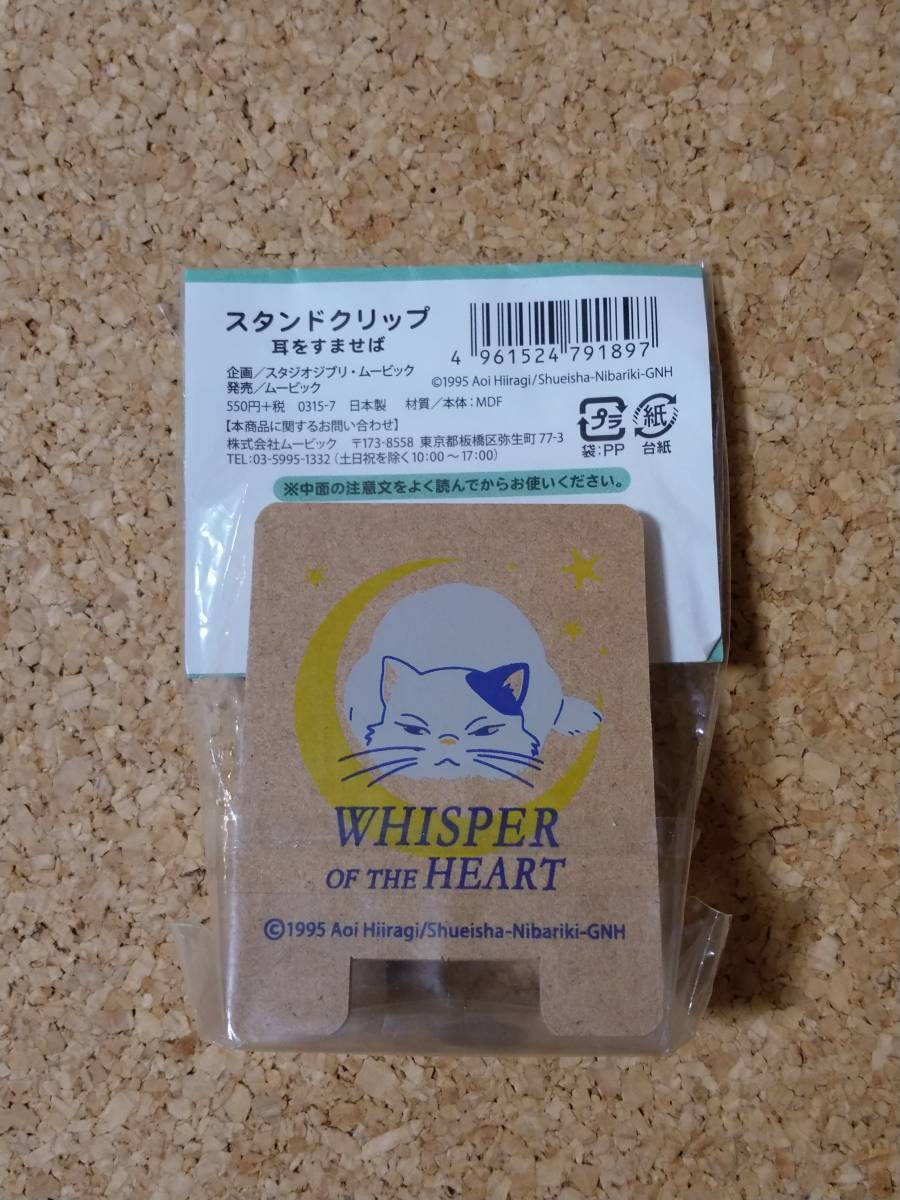 スタンドクリップ
耳をすませば
企画／スタジオジブリ・ムービック
発売／ムービック
550円+税 0315-7 日本製 材質／本体：MDF
【本商品に関するお問い合わせ】
株式会社ムービック 〒173-8558 東京都板橋区弥生町77-3
TEL:03-5995-1332（土日祝を除く10:00～17:00）
4 961524 791897
©1995 Aoi Hiiragi/Shueisha-Nibariki-GNH
プラ
袋：PP
紙
台紙
※中面の注意文をよく読んでからお使いください。
WHISPER
OF THE HEART
©1995 Aoi Hiiragi/Shueisha-Nibariki-GNH